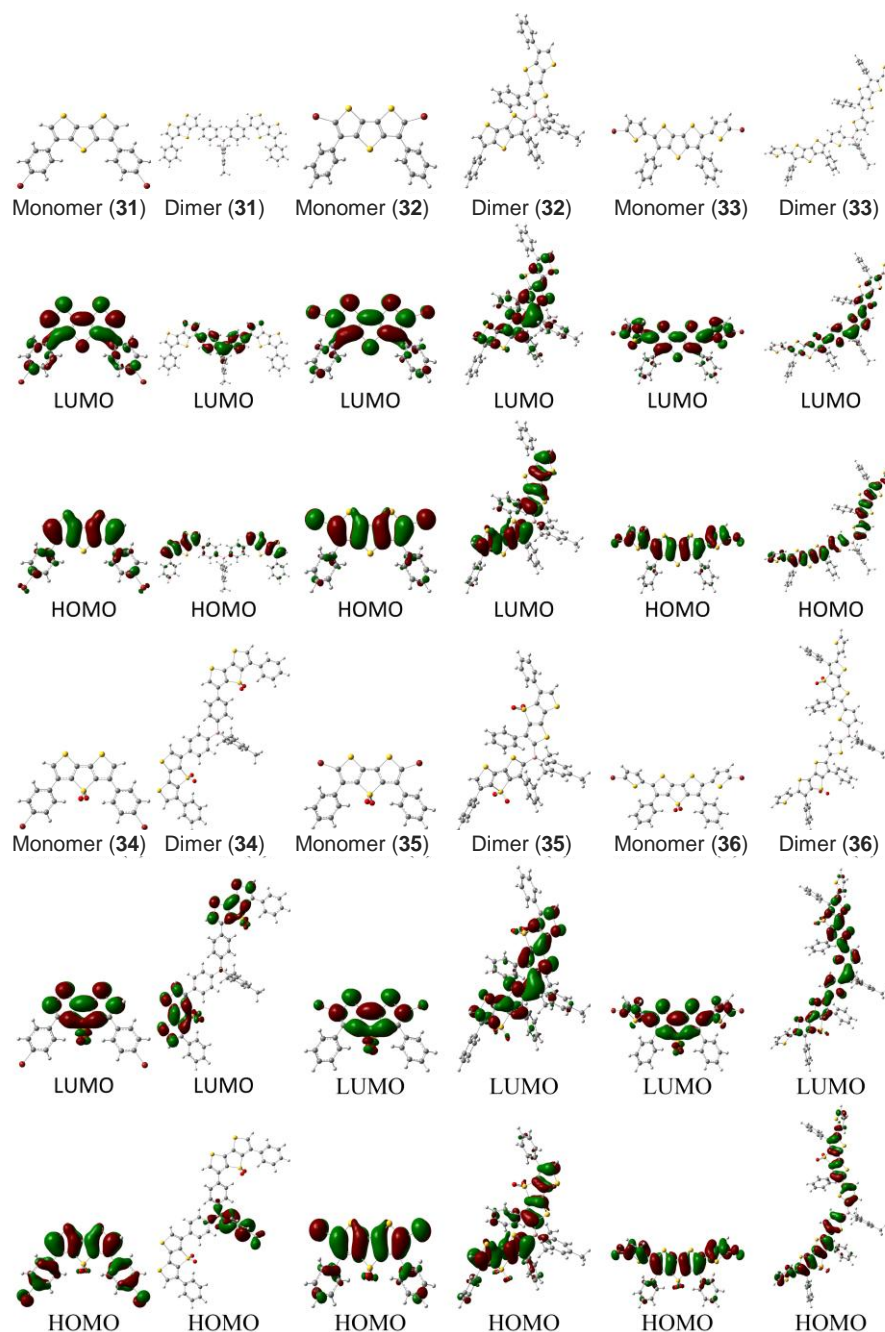 Monomer (31) Dimer (31) Monomer (32) Dimer (32) Monomer (33) Dimer (33)
LUMO LUMO LUMO LUMO LUMO LUMO
HOMO HOMO HOMO LUMO HOMO HOMO
Monomer (34) Dimer (34) Monomer (35) Dimer (35) Monomer (36) Dimer (36)
LUMO LUMO LUMO LUMO LUMO LUMO
HOMO HOMO HOMO HOMO HOMO HOMO